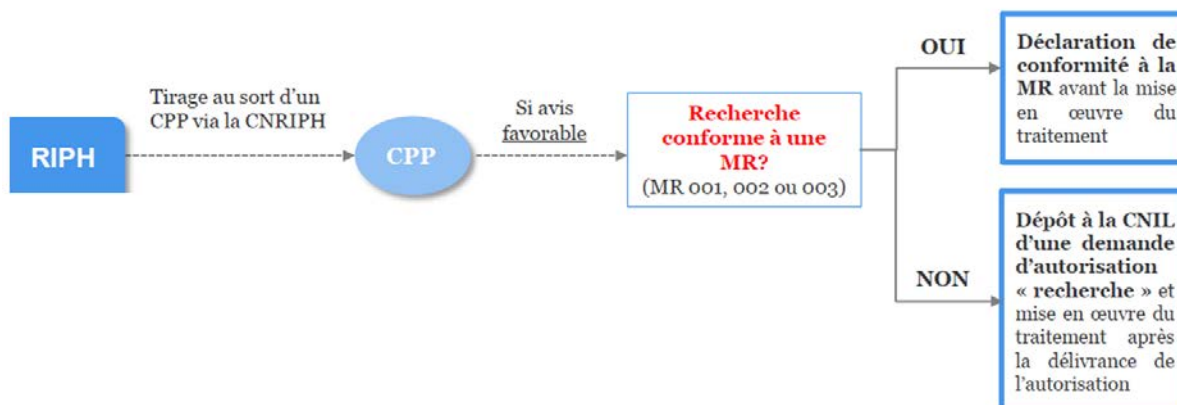 RIPH
Tirage au sort d'un
CPP via la CNRIPH
CPP
Si avis
favorable
Recherche
conforme à une
MR?
(MR 001, 002 ou 003)
OUI
Déclaration de
conformité à la
MR avant la mise
en œuvre du
traitement
NON
Dépôt à la CNIL
d'une demande
d'autorisation
« recherche » et
mise en œuvre du
traitement après
la délivrance de
l'autorisation